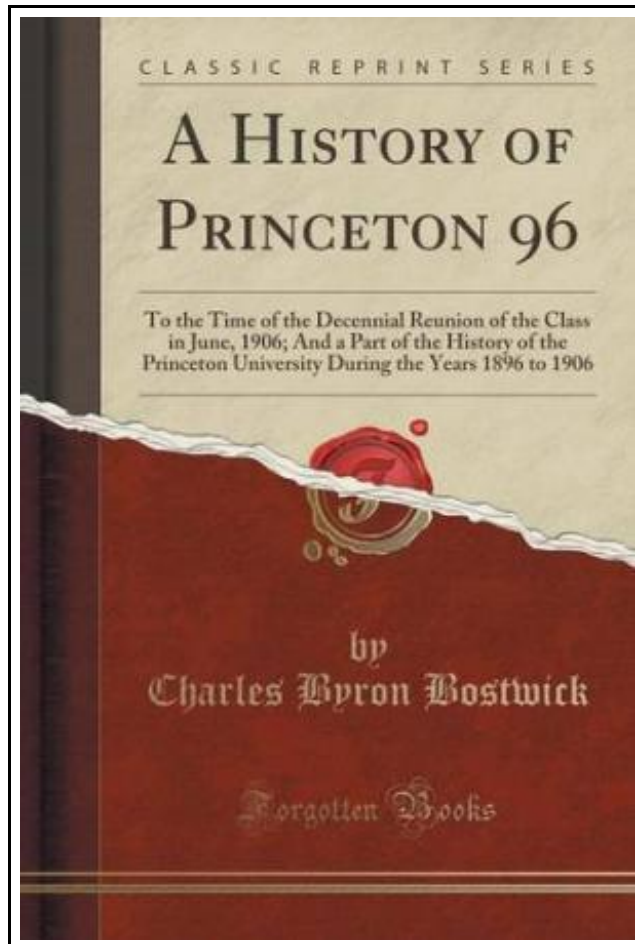 CLASSIC REPRINT SERIES
A HISTORY OF
PRINCETON 96
To the Time of the Decennial Reunion of the Class
in June, 1906; And a Part of the History of the
Princeton University During the Years 1896 to 1906
by
Charles Byron Bostwick
Forgotten Books